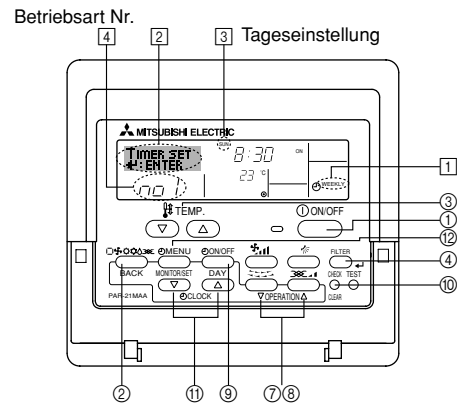 Betriebsart Nr.
4 2 3 Tageseinstellung
MITSUBISHI ELECTRIC
SUN
TIMER SET
↵: ENTER
8:30 ON
23 °C
no 1
WEEKLY
1
TEMP.
ON/OFF
3
1
12
MENU ON/OFF FILTER
4
BACK MONITOR/SET DAY CHECK TEST
PAR-21MAA CLOCK ▽OPERATION△ CLEAR
10
2 11 9 7 8